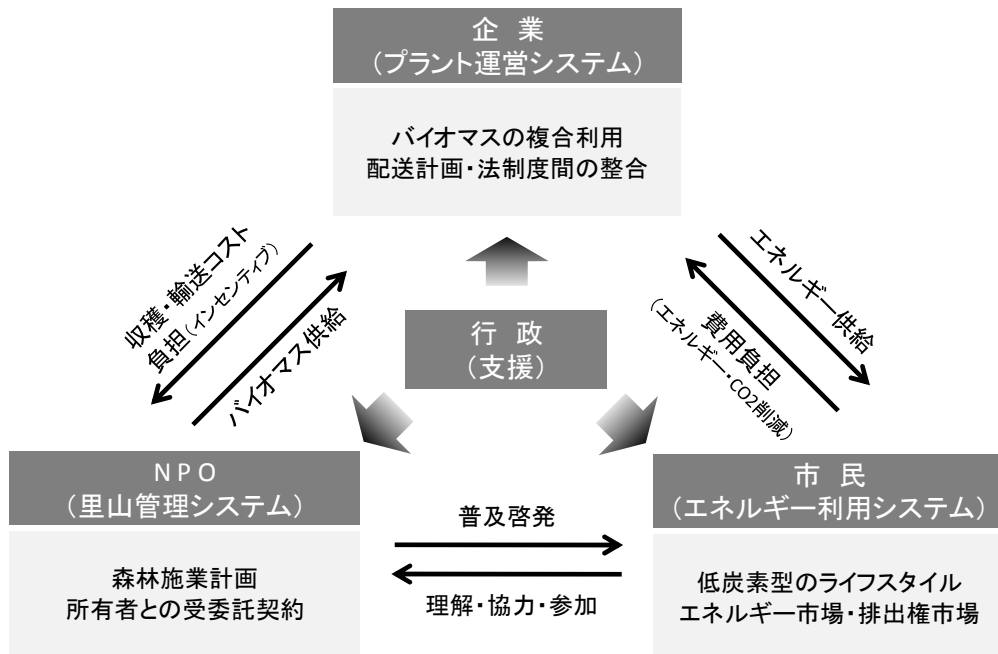 企 業
（プラント運営システム）
バイオマスの複合利用
配送計画・法制度間の整合
収穫・輸送コスト
負担（インセンティブ）
バイオマス供給
エネルギー供給
費用負担
（エネルギー・CO2削減）
行 政
（支援）
ＮＰＯ
（里山管理システム）
森林施業計画
所有者との受委託契約
普及啓発
理解・協力・参加
市 民
（エネルギー利用システム）
低炭素型のライフスタイル
エネルギー市場・排出権市場